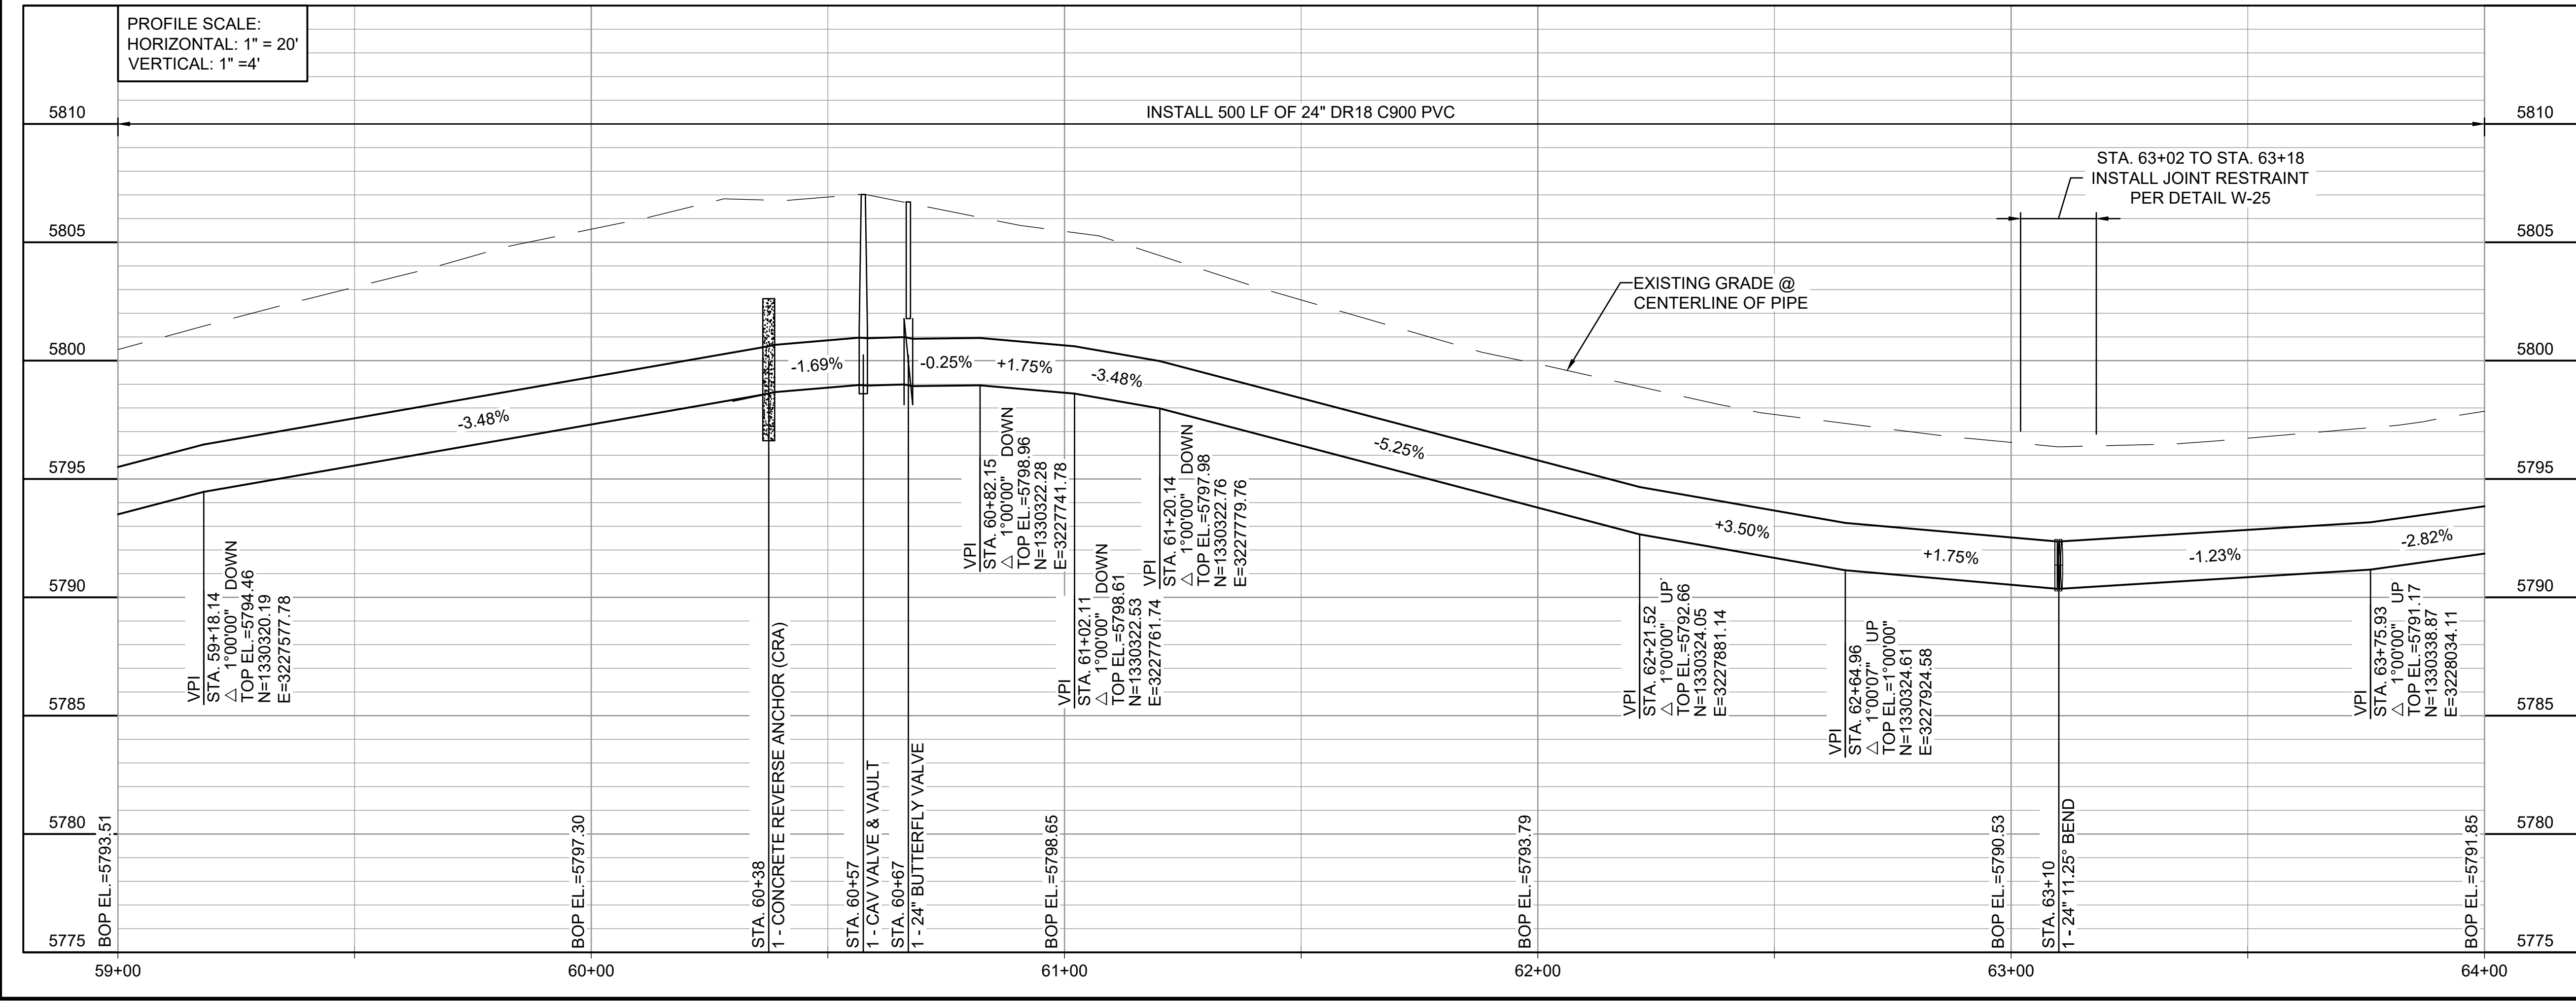 PROFILE SCALE:
HORIZONTAL: 1" = 20'
VERTICAL: 1" =4'
5810
5805
5800
5795
5790
5785
5780
5775
INSTALL 500 LF OF 24" DR18 C900 PVC
STA. 63+02 TO STA. 63+18
INSTALL JOINT RESTRAINT
PER DETAIL W-25
EXISTING GRADE @
CENTERLINE OF PIPE
-3.48%
-1.69%
-0.25%
+1.75%
-3.48%
-5.25%
+3.50%
+1.75%
-1.23%
-2.82%
BOP EL.=5793.51
VPI
STA. 59+18.14
△ 1°00'00" DOWN
TOP EL.=5794.46
N=1330320.19
E=3227577.78
BOP EL.=5797.30
STA. 60+38
1 - CONCRETE REVERSE ANCHOR (CRA)
STA. 60+57
1 - CAV VALVE & VAULT
STA. 60+67
1 - 24" BUTTERFLY VALVE
VPI
STA. 60+82.15
△ 1°00'00" DOWN
TOP EL.=5798.96
N=1330322.28
E=3227741.78
BOP EL.=5798.65
VPI
STA. 61+02.11
△ 1°00'00" DOWN
TOP EL.=5798.61
N=1330322.53
E=3227761.74
VPI
STA. 61+20.14
△ 1°00'00" DOWN
TOP EL.=5797.98
N=1330322.76
E=3227779.76
BOP EL.=5793.79
VPI
STA. 62+21.52
△ 1°00'00" UP
TOP EL.=5792.66
N=1330324.05
E=3227881.14
VPI
STA. 62+64.96
△ 1°00'07" UP
TOP EL.=1°00'00"
N=1330324.61
E=3227924.58
BOP EL.=5790.53
STA. 63+10
1 - 24" 11.25° BEND
VPI
STA. 63+75.93
△ 1°00'00" UP
TOP EL.=5791.17
N=1330338.87
E=3228034.11
BOP EL.=5791.85
5810
5805
5800
5795
5790
5785
5780
5775
59+00
60+00
61+00
62+00
63+00
64+00